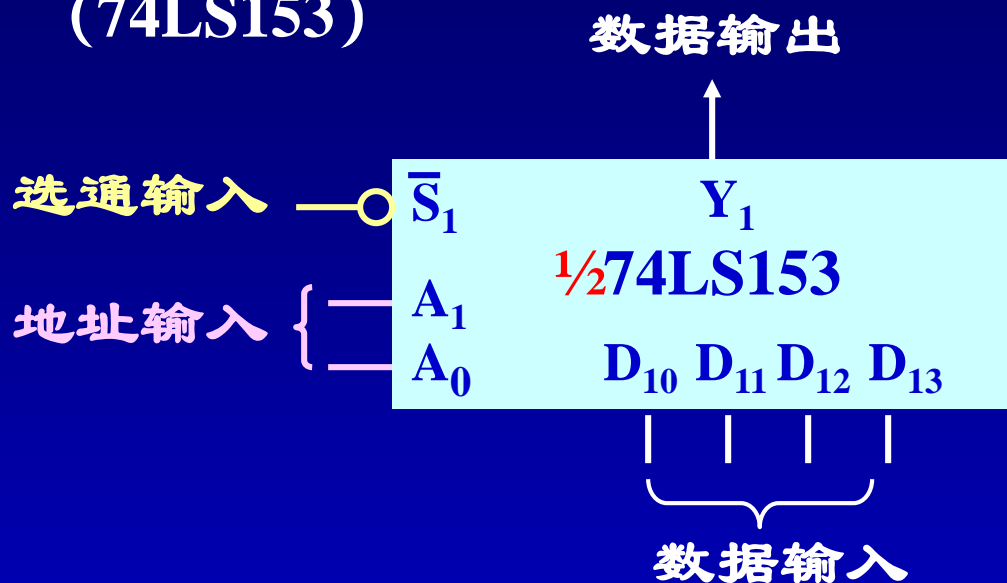 （74LS153）
数据输出
选通输入
S̅₁
Y₁
½74LS153
地址输入
A₁
A₀
D₁₀ D₁₁ D₁₂ D₁₃
数据输入